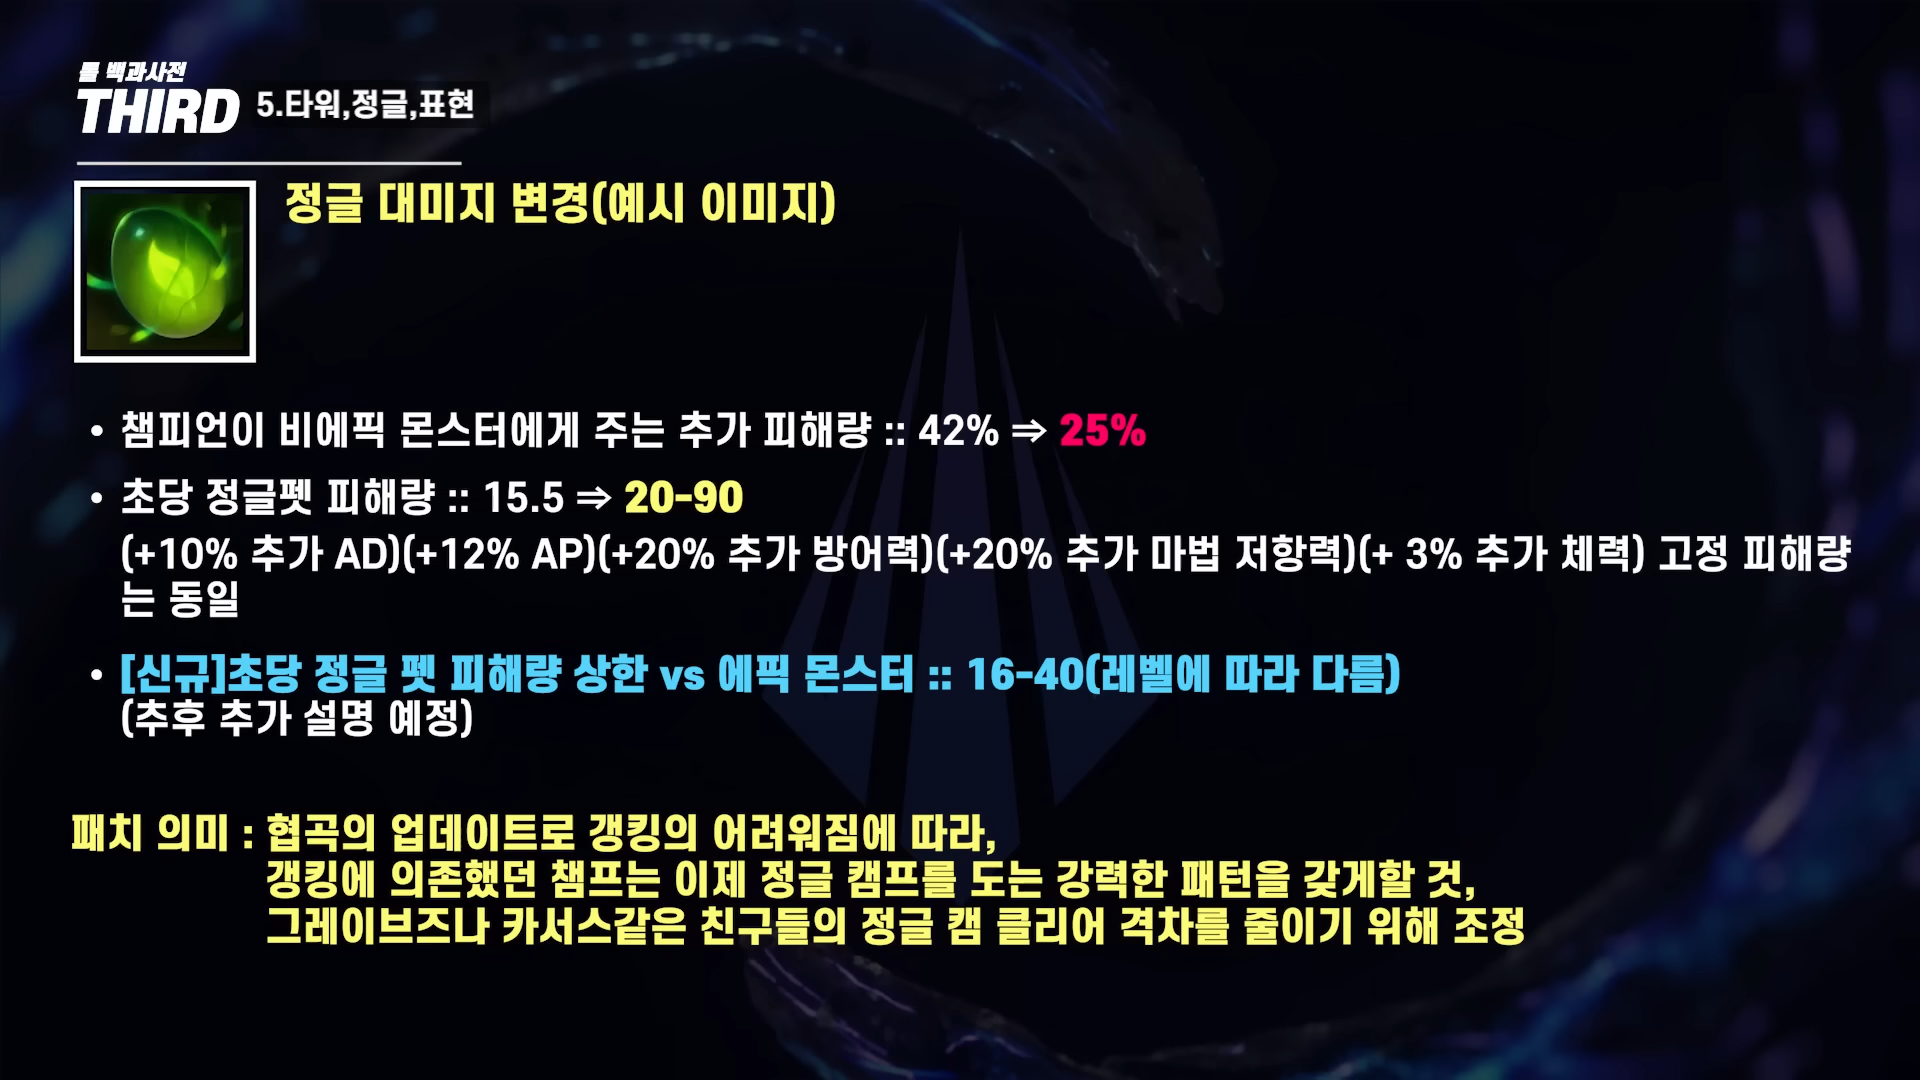 롤 백과사전
THIRD 5.타워,정글,표현
정글 대미지 변경(예시 이미지)
• 챔피언이 비에픽 몬스터에게 주는 추가 피해량 :: 42% ⇒ 25%
• 초당 정글펫 피해량 :: 15.5 ⇒ 20-90
(+10% 추가 AD)(+12% AP)(+20% 추가 방어력)(+20% 추가 마법 저항력)(+ 3% 추가 체력) 고정 피해량
는 동일
• [신규]초당 정글 펫 피해량 상한 vs 에픽 몬스터 :: 16-40(레벨에 따라 다름)
(추후 추가 설명 예정)
패치 의미 : 협곡의 업데이트로 갱킹의 어려워짐에 따라,
갱킹에 의존했던 챔프는 이제 정글 캠프를 도는 강력한 패턴을 갖게할 것,
그레이브즈나 카서스같은 친구들의 정글 캠 클리어 격차를 줄이기 위해 조정